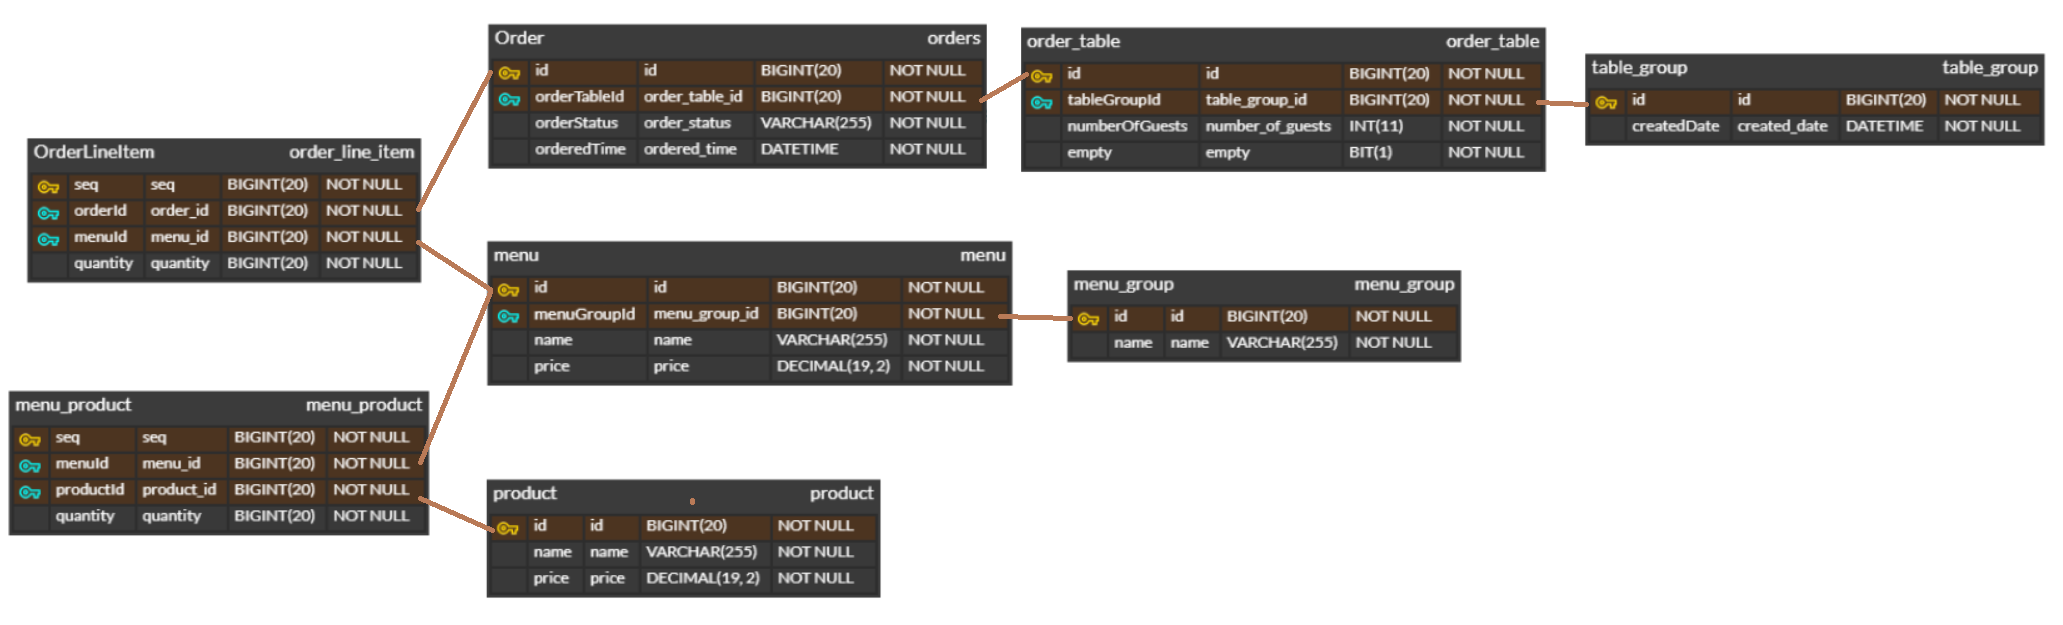 Order orders
id id BIGINT(20) NOT NULL
orderTableId order_table_id BIGINT(20) NOT NULL
orderStatus order_status VARCHAR(255) NOT NULL
orderedTime ordered_time DATETIME NOT NULL
order_table order_table
id id BIGINT(20) NOT NULL
tableGroupId table_group_id BIGINT(20) NOT NULL
numberOfGuests number_of_guests INT(11) NOT NULL
empty empty BIT(1) NOT NULL
table_group table_group
id id BIGINT(20) NOT NULL
createdDate created_date DATETIME NOT NULL
OrderLineItem order_line_item
seq seq BIGINT(20) NOT NULL
orderId order_id BIGINT(20) NOT NULL
menuId menu_id BIGINT(20) NOT NULL
quantity quantity BIGINT(20) NOT NULL
menu menu
id id BIGINT(20) NOT NULL
menuGroupId menu_group_id BIGINT(20) NOT NULL
name name VARCHAR(255) NOT NULL
price price DECIMAL(19, 2) NOT NULL
menu_group menu_group
id id BIGINT(20) NOT NULL
name name VARCHAR(255) NOT NULL
menu_product menu_product
seq seq BIGINT(20) NOT NULL
menuId menu_id BIGINT(20) NOT NULL
productId product_id BIGINT(20) NOT NULL
quantity quantity BIGINT(20) NOT NULL
product product
id id BIGINT(20) NOT NULL
name name VARCHAR(255) NOT NULL
price price DECIMAL(19, 2) NOT NULL